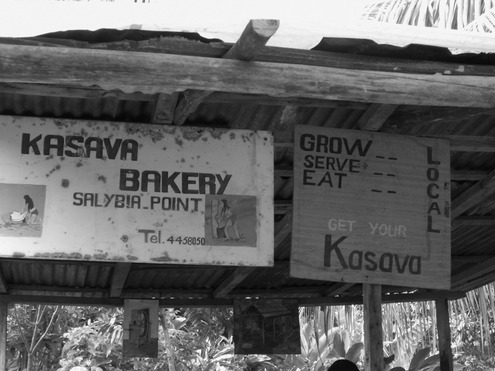 KASAVA
BAKERY
SALYBIA-POINT
Tel. 4458050
GROW --
SERVE --
EAT --
LOCAL
GET YOUR
Kasava